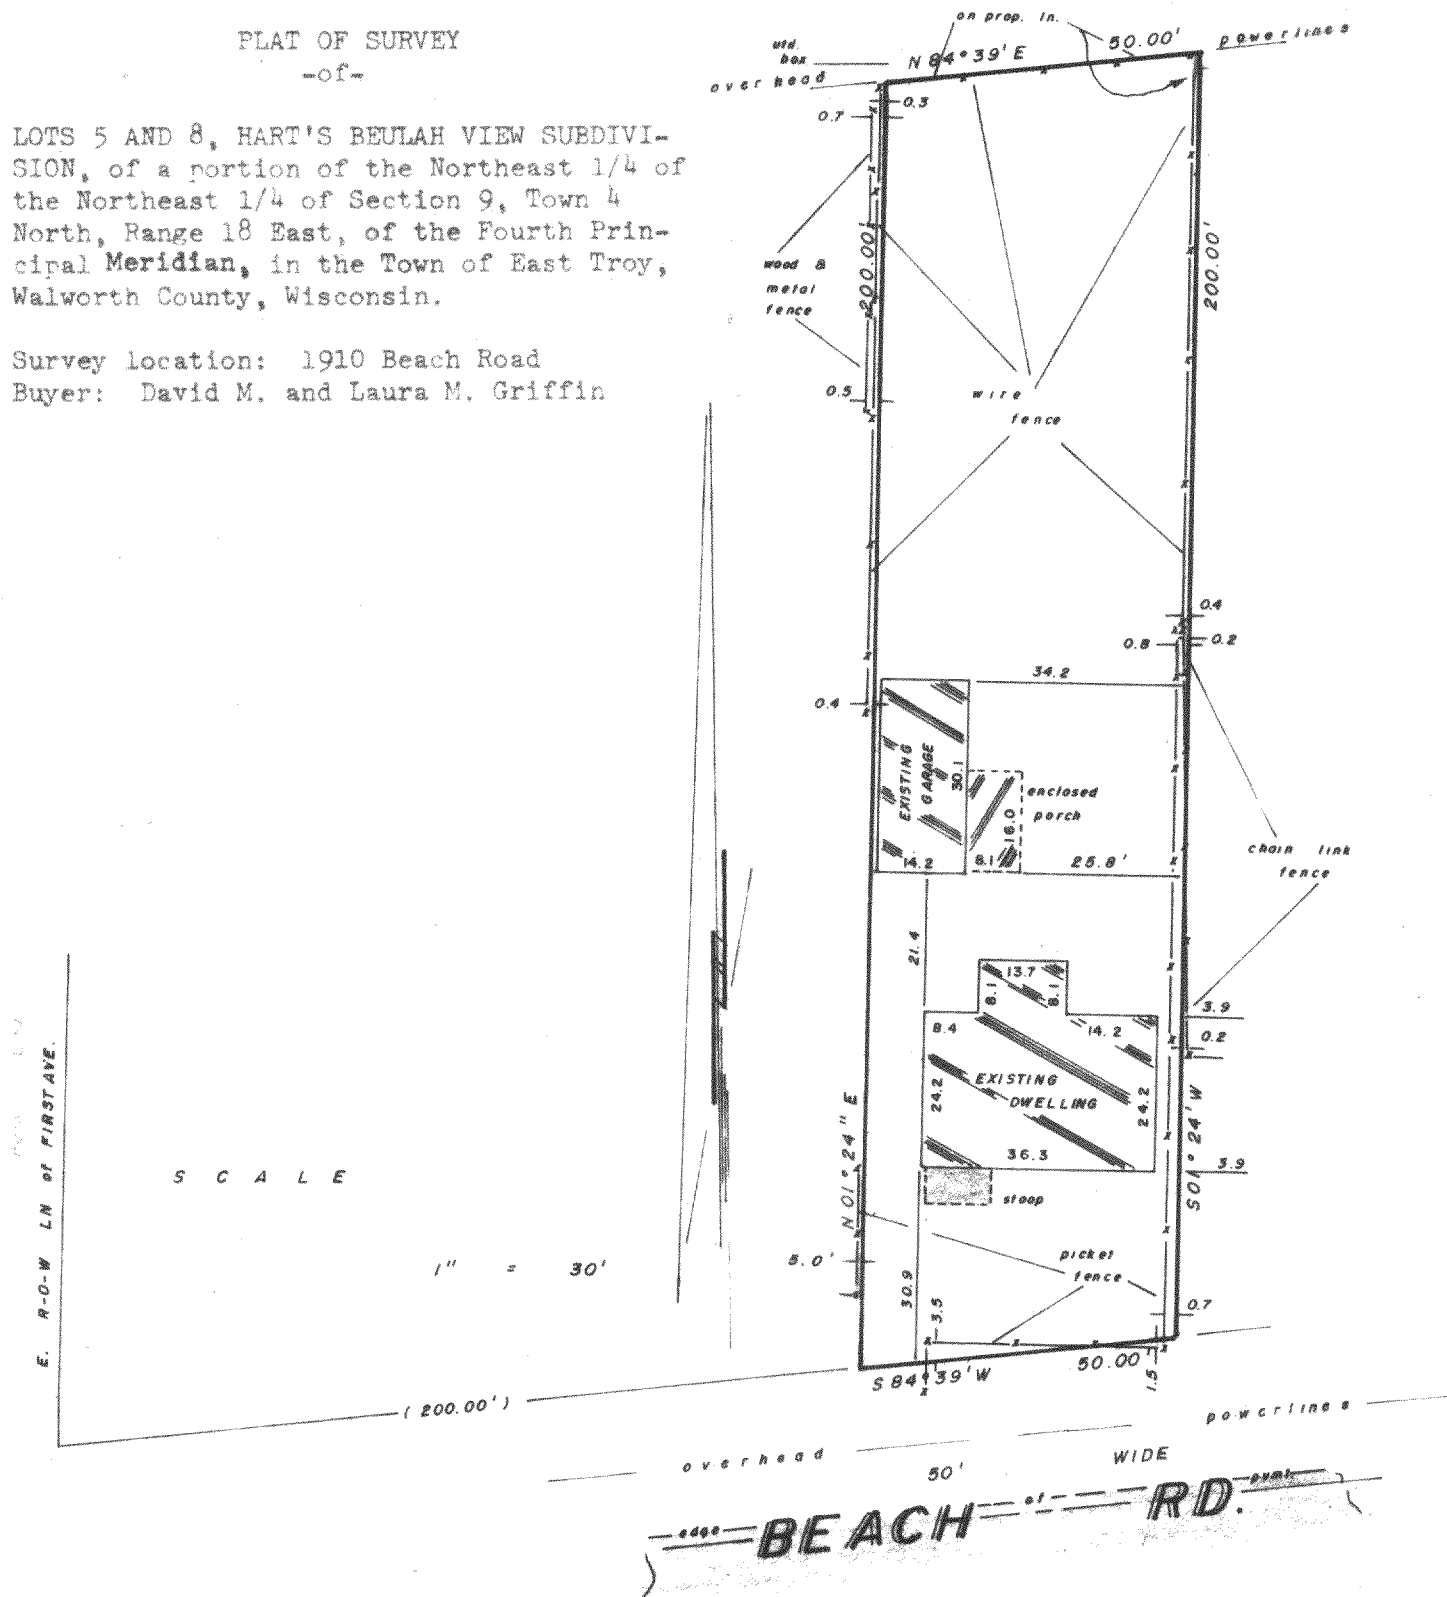 PLAT OF SURVEY
-of-
LOTS 5 AND 8, HART'S BEULAH VIEW SUBDIVI-
SION, of a portion of the Northeast 1/4 of
the Northeast 1/4 of Section 9, Town 4
North, Range 18 East, of the Fourth Prin-
cipal Meridian, in the Town of East Troy,
Walworth County, Wisconsin.
Survey location: 1910 Beach Road
Buyer: David M. and Laura M. Griffin
on prop. ln.
utd.
box
N 84°39' E
50.00'
powerlines
overhead
0.3
0.7
200.00'
200.00'
wood &
metal
fence
0.5
wire
fence
0.4
0.8
0.2
34.2
0.4
EXISTING
GARAGE
30.1
14.2
enclosed
porch
16.0
8.1
25.8'
chain link
fence
21.4
13.7
8.1
8.1
3.9
8.4
14.2
0.2
24.2
EXISTING
DWELLING
24.2
36.3
3.9
N 01°24" E
S 01°24' W
stoop
picket
fence
5.0'
30.9
3.5
0.7
S 84°39' W
50.00'
1.5
E. R-O-W LN of FIRST AVE.
SCALE
1" = 30'
(200.00')
overhead
powerlines
50'
WIDE
edge
BEACH
of
RD.
pvmt.